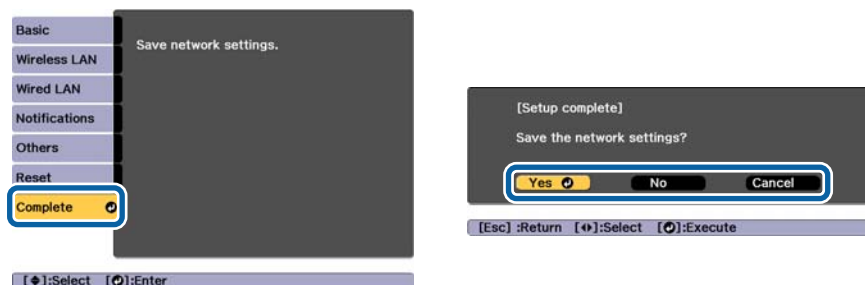 Basic
Save network settings.
Wireless LAN
Wired LAN
Notifications
Others
Reset
Complete
[◆]:Select [↵]:Enter
[Setup complete]
Save the network settings?
Yes No Cancel
[Esc] :Return [◀▶]:Select [↵]:Execute